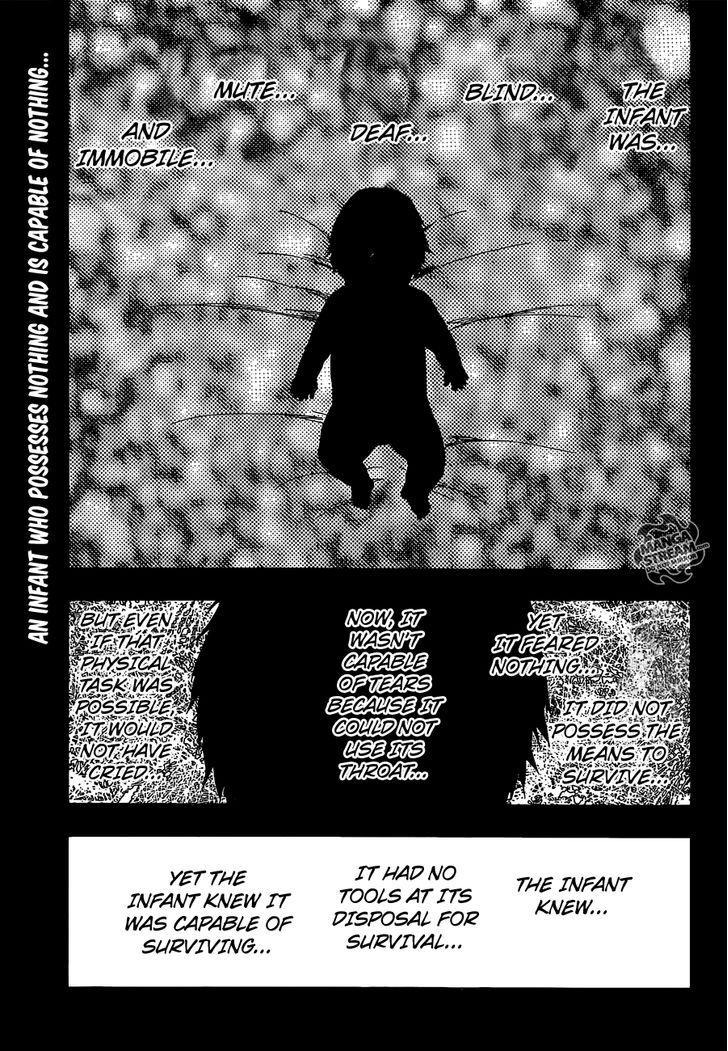 AN INFANT WHO POSSESSES NOTHING AND IS CAPABLE OF NOTHING...
THE
INFANT
WAS...
BLIND...
DEAF...
MUTE...
AND
IMMOBILE...
MANGA
STREAM
YET
IT FEARED
NOTHING...
IT DID NOT
POSSESS THE
MEANS TO
SURVIVE...
NOW, IT
WASN'T
CAPABLE
OF TEARS
BECAUSE IT
COULD NOT
USE ITS
THROAT...
BUT EVEN
IF THAT
PHYSICAL
TASK WAS
POSSIBLE,
IT WOULD
NOT HAVE
CRIED...
THE INFANT
KNEW...
IT HAD NO
TOOLS AT ITS
DISPOSAL FOR
SURVIVAL...
YET THE
INFANT KNEW IT
WAS CAPABLE OF
SURVIVING...